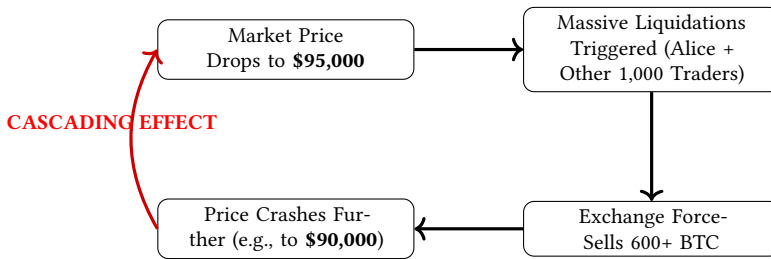 Market Price
Drops to $95,000
Massive Liquidations
Triggered (Alice +
Other 1,000 Traders)
CASCADING EFFECT
Price Crashes Fur-
ther (e.g., to $90,000)
Exchange Force-
Sells 600+ BTC